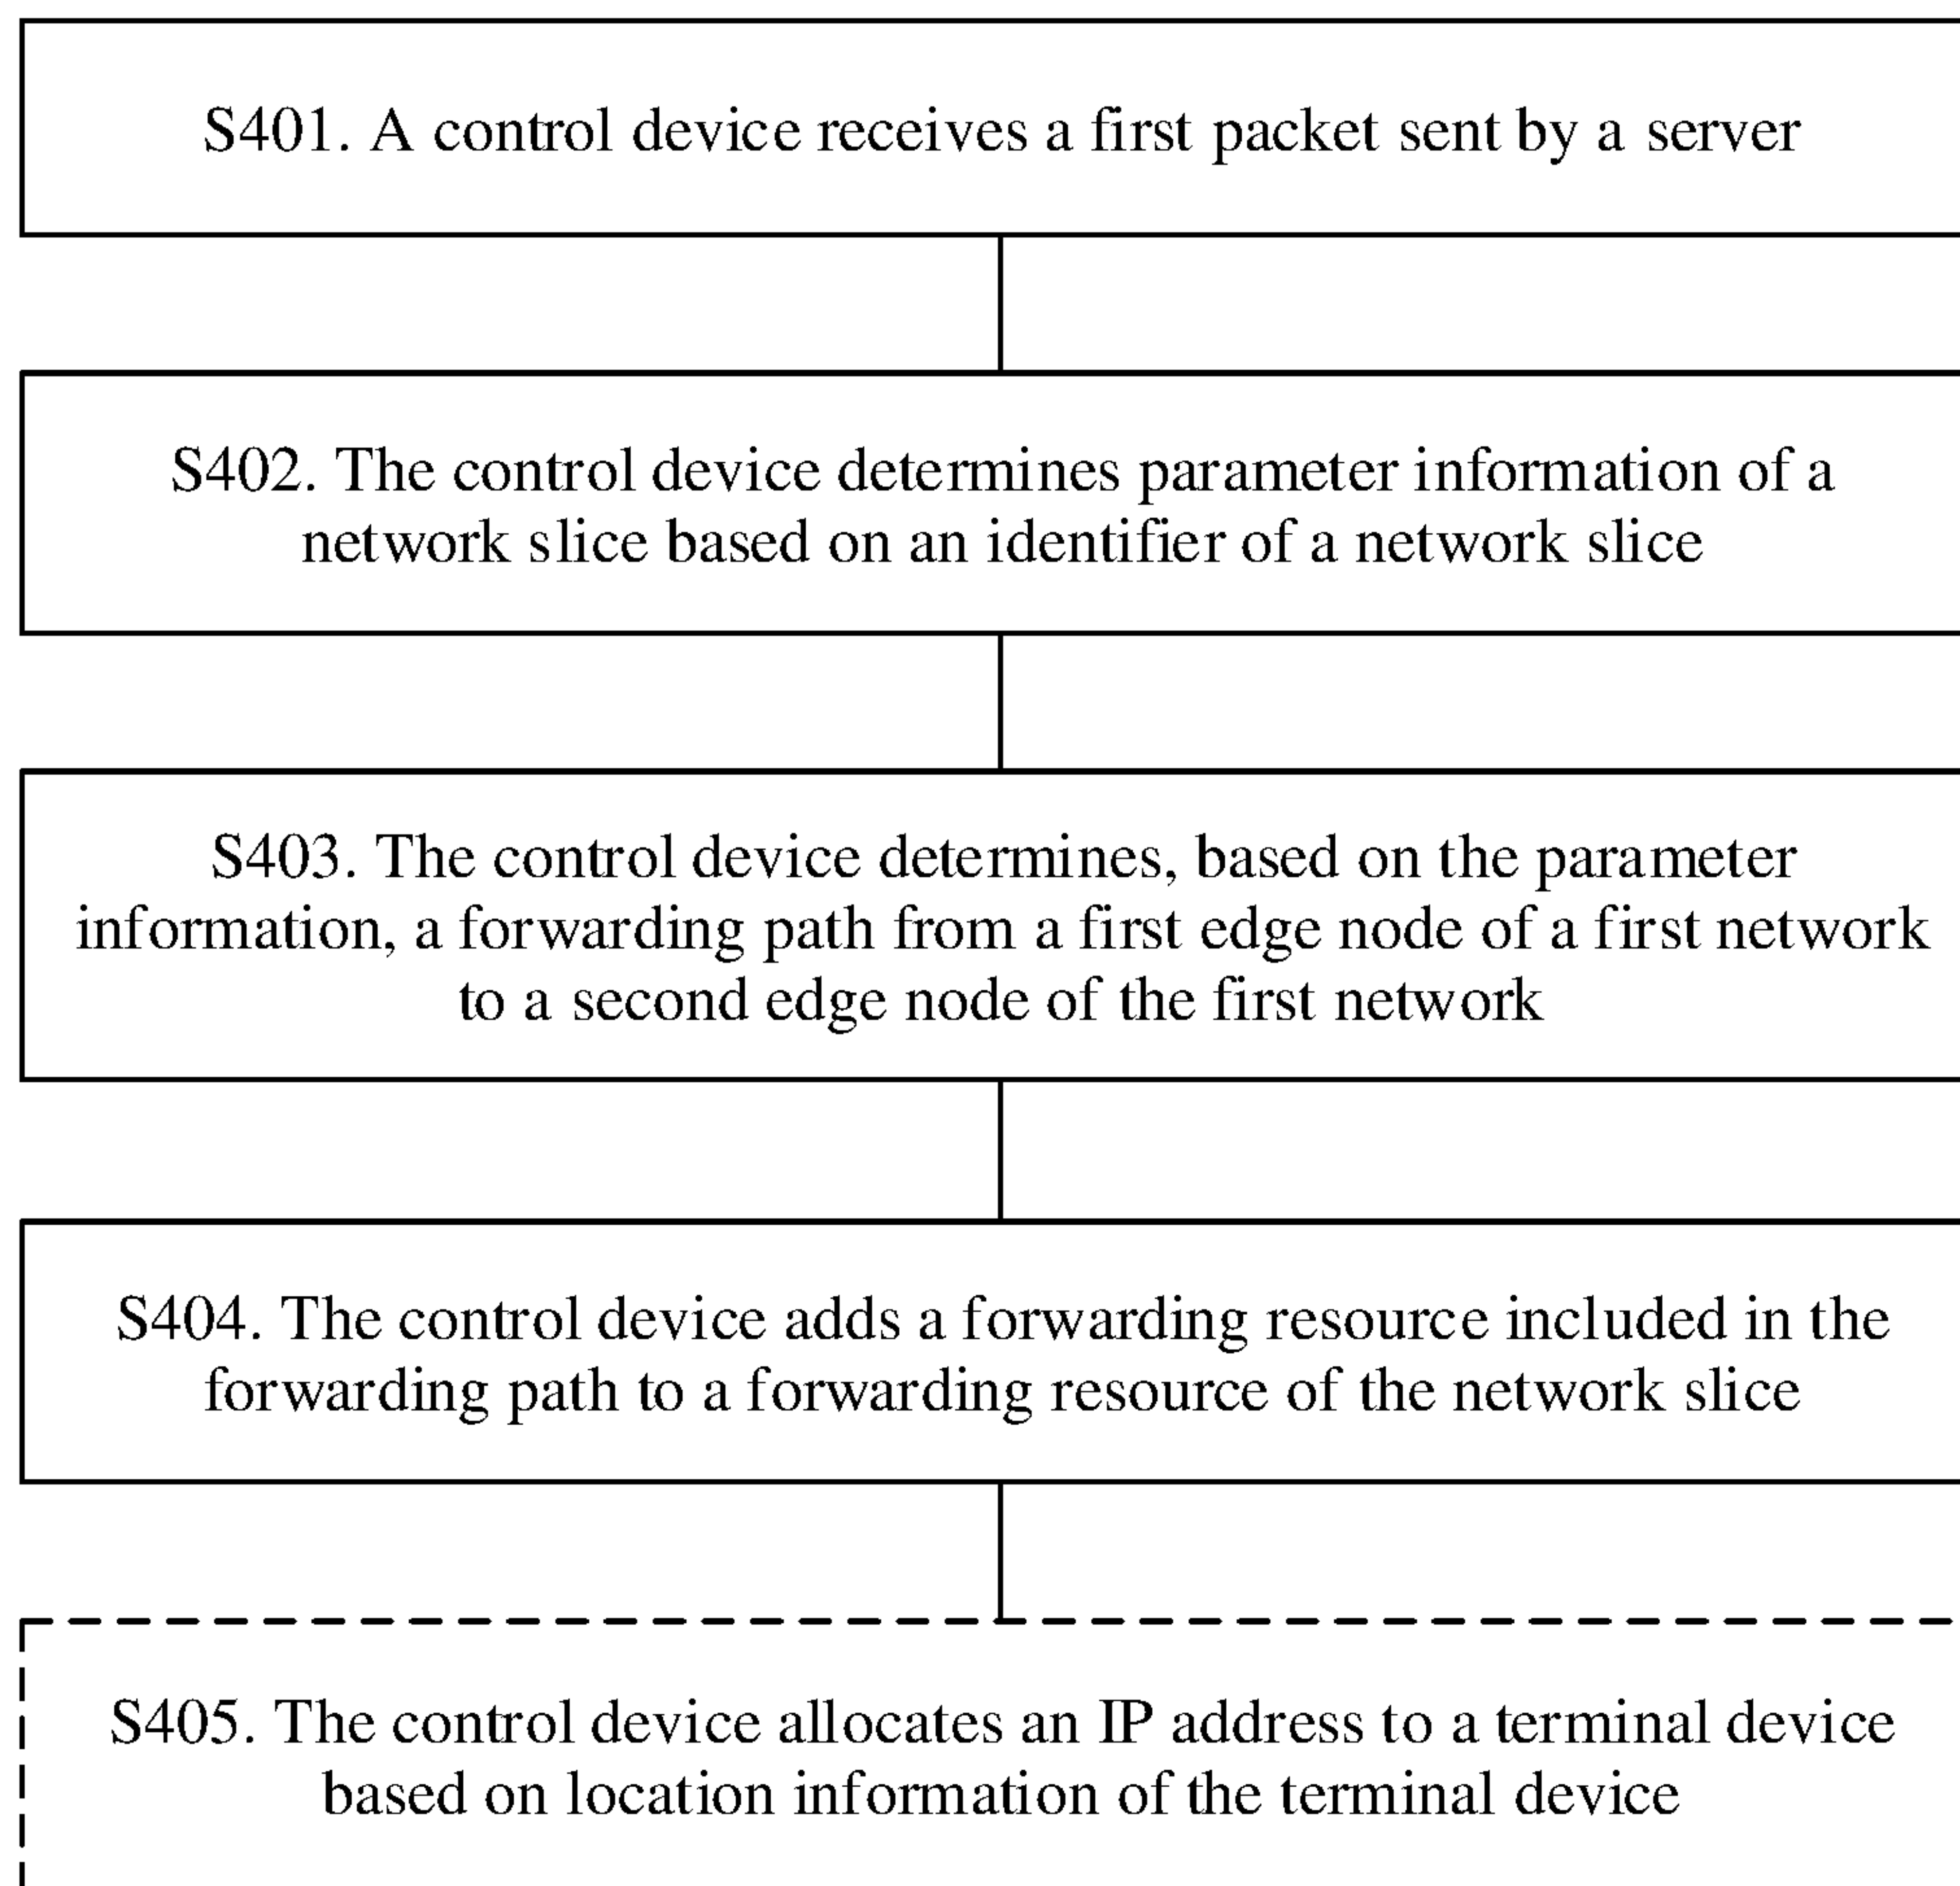 S401. A control device receives a first packet sent by a server
S402. The control device determines parameter information of a
network slice based on an identifier of a network slice
S403. The control device determines, based on the parameter
information, a forwarding path from a first edge node of a first network
to a second edge node of the first network
S404. The control device adds a forwarding resource included in the
forwarding path to a forwarding resource of the network slice
S405. The control device allocates an IP address to a terminal device
based on location information of the terminal device